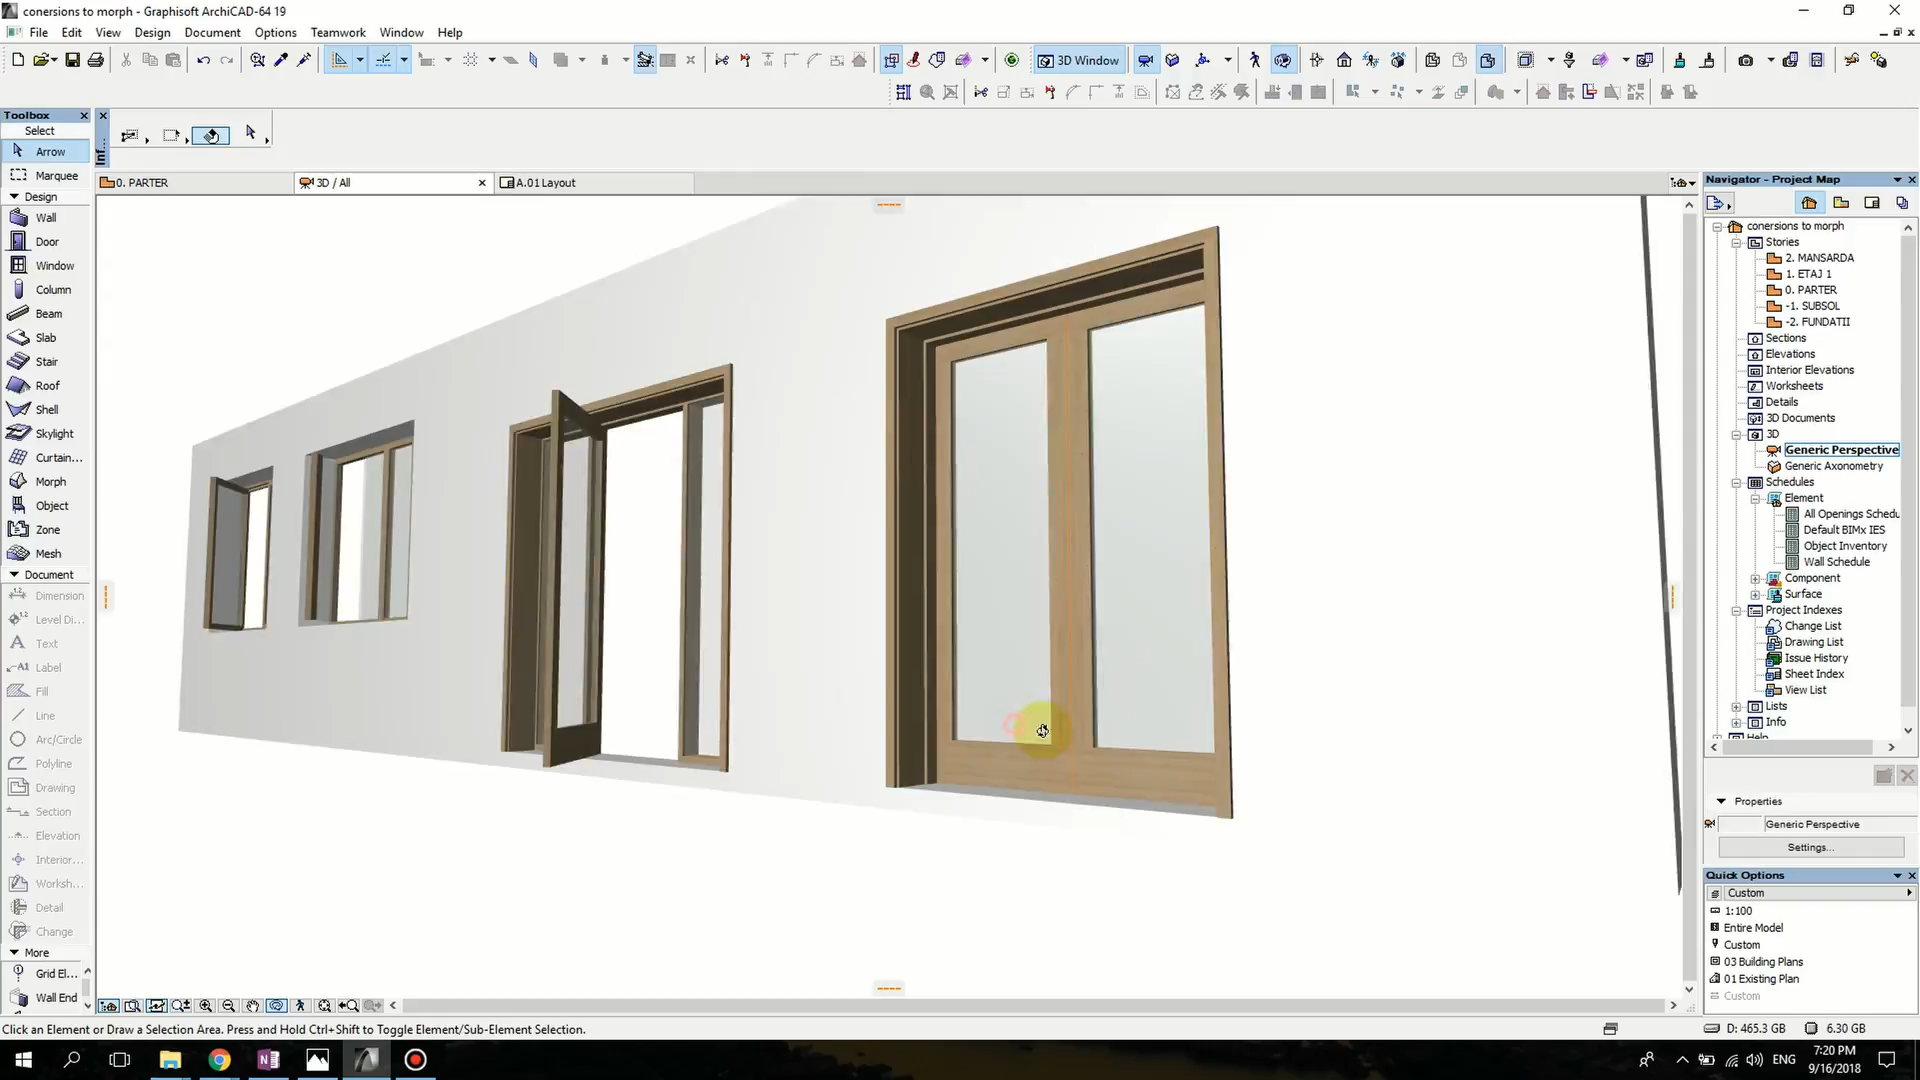 conersions to morph - Graphisoft ArchiCAD-64 19
File Edit View Design Document Options Teamwork Window Help
3D Window
Toolbox
Select
Arrow
Marquee
Design
Wall
Door
Window
Column
Beam
Slab
Stair
Roof
Shell
Skylight
Curtain...
Morph
Object
Zone
Mesh
Document
Dimension
Level Di...
Text
A1 Label
Fill
Line
Arc/Circle
Polyline
Drawing
Section
Elevation
Interior...
Worksh...
Detail
Change
More
Grid El...
Wall End
0. PARTER
3D / All
A.01 Layout
Navigator - Project Map
conersions to morph
Stories
2. MANSARDA
1. ETAJ 1
0. PARTER
-1. SUBSOL
-2. FUNDATII
Sections
Elevations
Interior Elevations
Worksheets
Details
3D Documents
3D
Generic Perspective
Generic Axonometry
Schedules
Element
All Openings Schedu
Default BIMx IES
Object Inventory
Wall Schedule
Component
Surface
Project Indexes
Change List
Drawing List
Issue History
Sheet Index
View List
Lists
Info
Help
Properties
Generic Perspective
Settings...
Quick Options
Custom
1:100
Entire Model
Custom
03 Building Plans
01 Existing Plan
Custom
Click an Element or Draw a Selection Area. Press and Hold Ctrl+Shift to Toggle Element/Sub-Element Selection.
D: 465.3 GB 6.30 GB
ENG
7:20 PM
9/16/2018